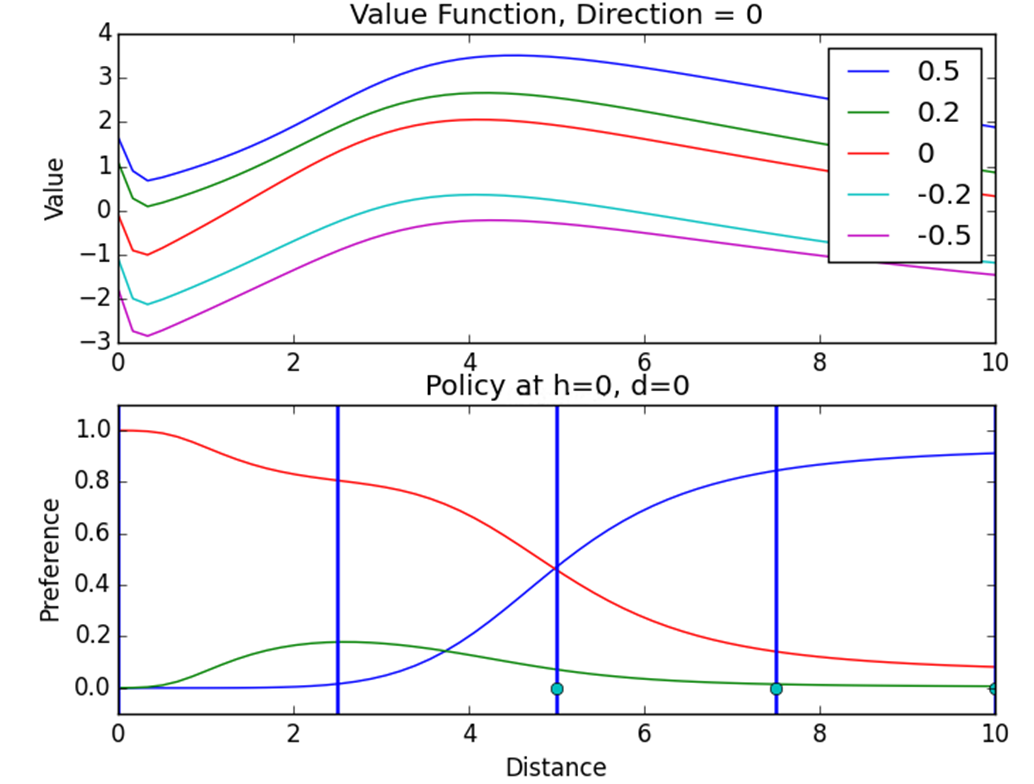 Value Function, Direction = 0
4
3
2
1
0
−1
−2
−3
Value
0.5
0.2
0
-0.2
-0.5
0 2 4 6 8 10
Policy at h=0, d=0
1.0
0.8
0.6
0.4
0.2
0.0
Preference
0 2 4 6 8 10
Distance